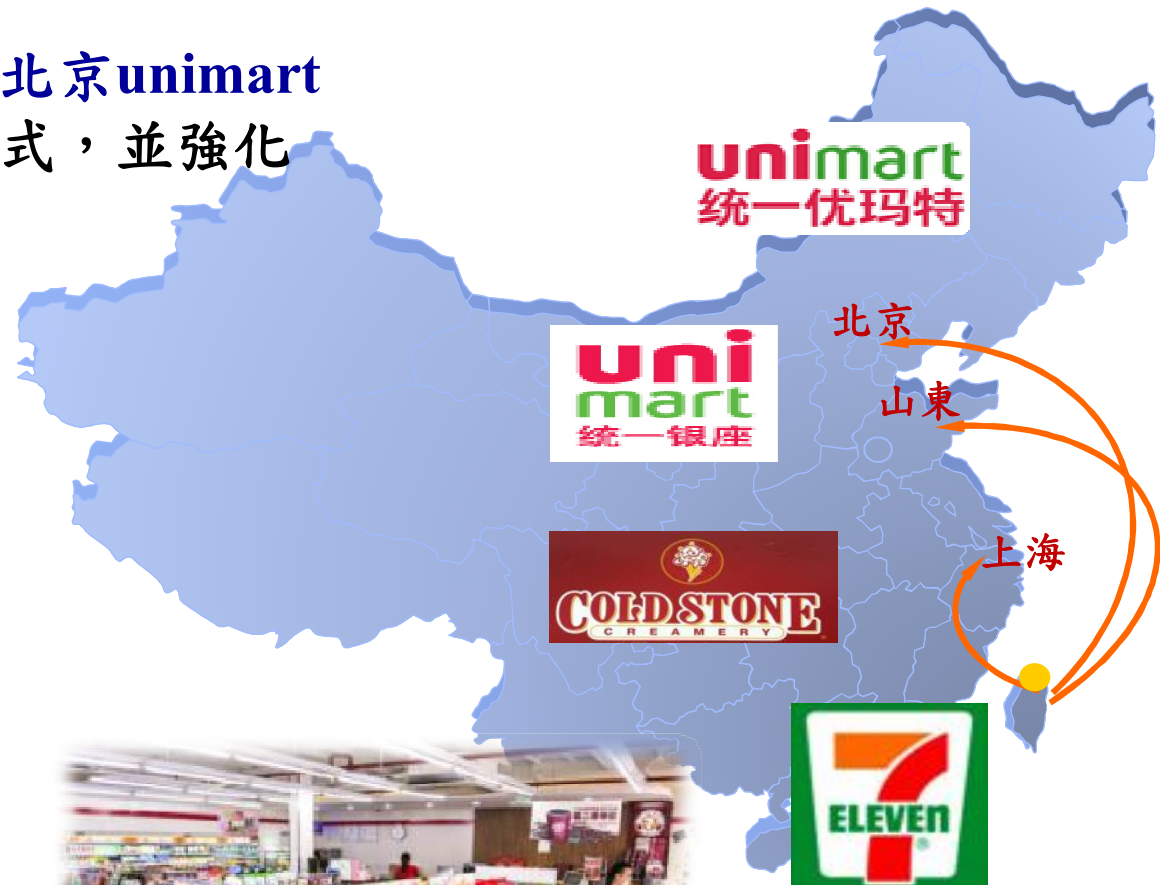 北京unimart
式，並強化
unimart
统一优玛特
北京
uni
mart
统一银座
山東
上海
COLD STONE
CREAMERY
7
ELEVEn
®